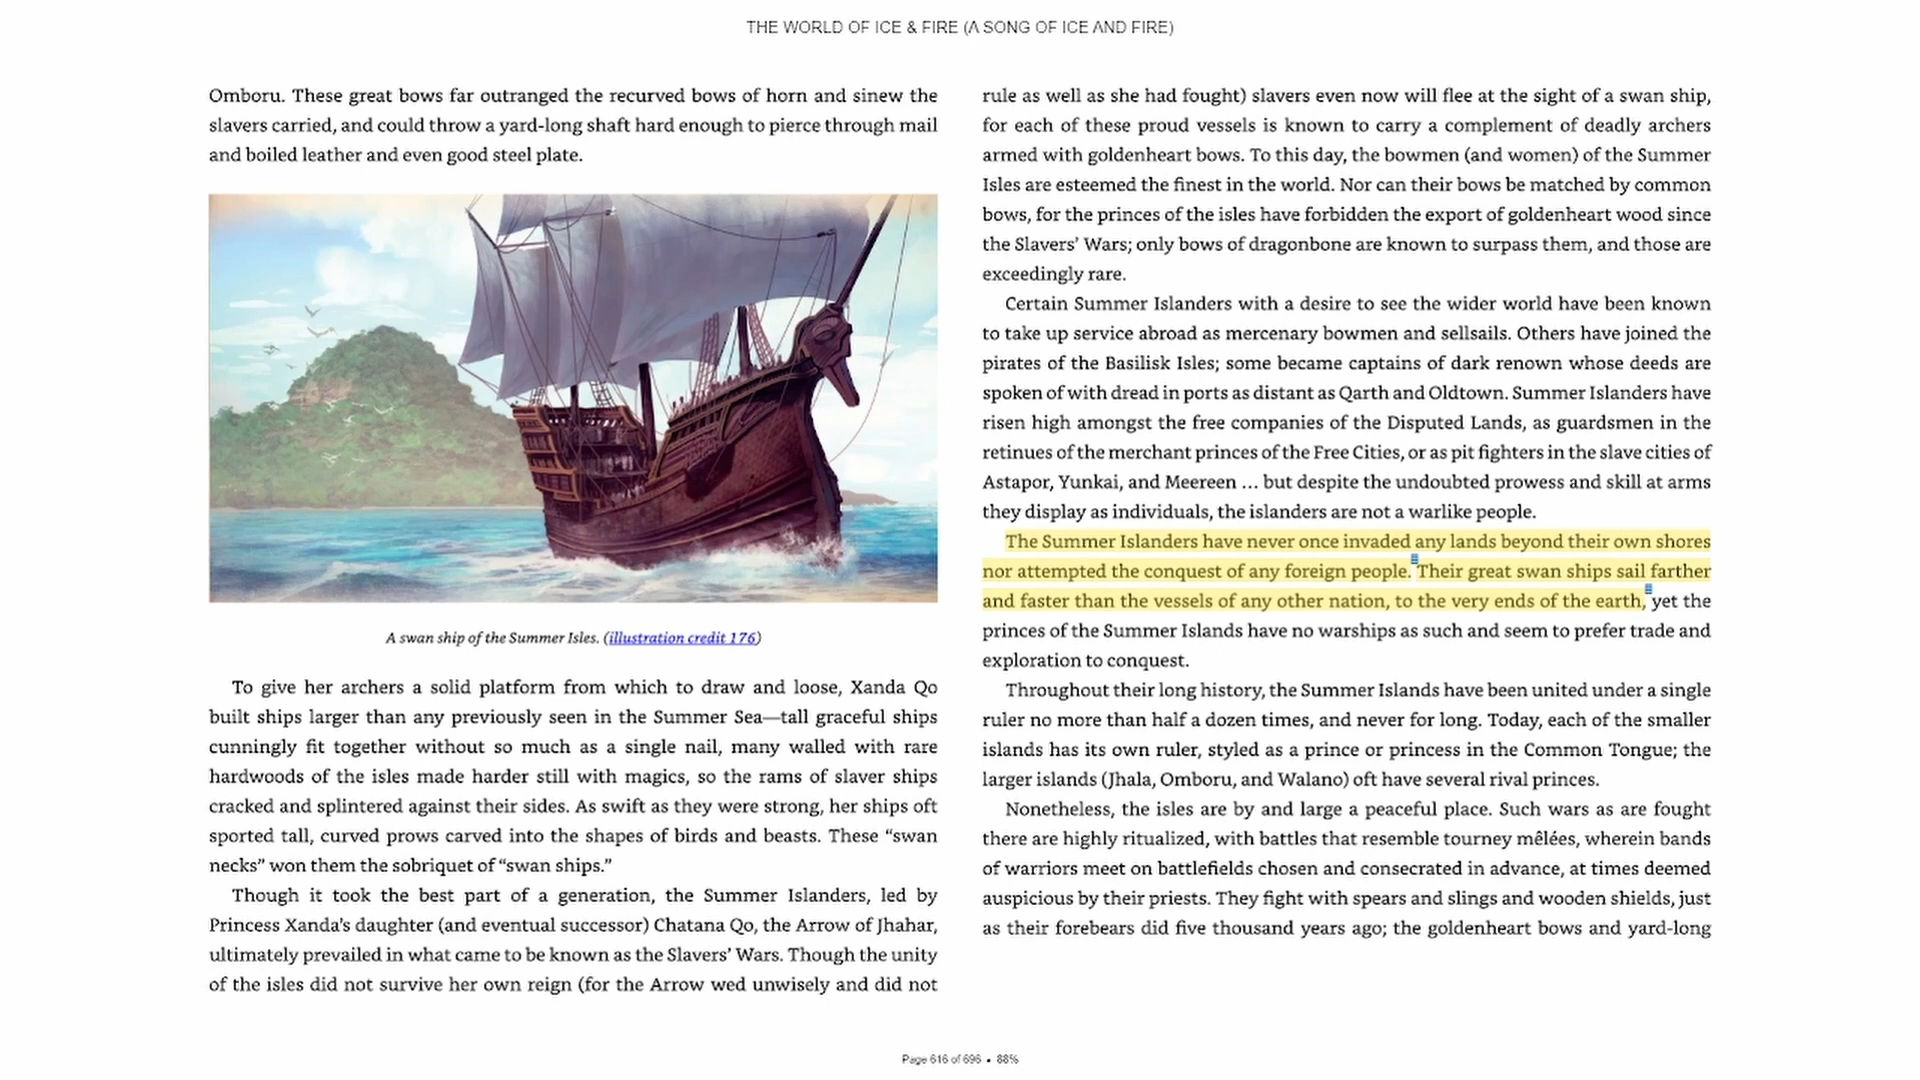 THE WORLD OF ICE & FIRE (A SONG OF ICE AND FIRE)
Omboru. These great bows far outranged the recurved bows of horn and sinew the
slavers carried, and could throw a yard-long shaft hard enough to pierce through mail
and boiled leather and even good steel plate.
A swan ship of the Summer Isles. (illustration credit 176)
To give her archers a solid platform from which to draw and loose, Xanda Qo
built ships larger than any previously seen in the Summer Sea—tall graceful ships
cunningly fit together without so much as a single nail, many walled with rare
hardwoods of the isles made harder still with magics, so the rams of slaver ships
cracked and splintered against their sides. As swift as they were strong, her ships oft
sported tall, curved prows carved into the shapes of birds and beasts. These “swan
necks” won them the sobriquet of “swan ships.”
Though it took the best part of a generation, the Summer Islanders, led by
Princess Xanda’s daughter (and eventual successor) Chatana Qo, the Arrow of Jhahar,
ultimately prevailed in what came to be known as the Slavers’ Wars. Though the unity
of the isles did not survive her own reign (for the Arrow wed unwisely and did not
rule as well as she had fought) slavers even now will flee at the sight of a swan ship,
for each of these proud vessels is known to carry a complement of deadly archers
armed with goldenheart bows. To this day, the bowmen (and women) of the Summer
Isles are esteemed the finest in the world. Nor can their bows be matched by common
bows, for the princes of the isles have forbidden the export of goldenheart wood since
the Slavers’ Wars; only bows of dragonbone are known to surpass them, and those are
exceedingly rare.
Certain Summer Islanders with a desire to see the wider world have been known
to take up service abroad as mercenary bowmen and sellsails. Others have joined the
pirates of the Basilisk Isles; some became captains of dark renown whose deeds are
spoken of with dread in ports as distant as Qarth and Oldtown. Summer Islanders have
risen high amongst the free companies of the Disputed Lands, as guardsmen in the
retinues of the merchant princes of the Free Cities, or as pit fighters in the slave cities of
Astapor, Yunkai, and Meereen … but despite the undoubted prowess and skill at arms
they display as individuals, the islanders are not a warlike people.
The Summer Islanders have never once invaded any lands beyond their own shores
nor attempted the conquest of any foreign people. Their great swan ships sail farther
and faster than the vessels of any other nation, to the very ends of the earth, yet the
princes of the Summer Islands have no warships as such and seem to prefer trade and
exploration to conquest.
Throughout their long history, the Summer Islands have been united under a single
ruler no more than half a dozen times, and never for long. Today, each of the smaller
islands has its own ruler, styled as a prince or princess in the Common Tongue; the
larger islands (Jhala, Omboru, and Walano) oft have several rival princes.
Nonetheless, the isles are by and large a peaceful place. Such wars as are fought
there are highly ritualized, with battles that resemble tourney mêlées, wherein bands
of warriors meet on battlefields chosen and consecrated in advance, at times deemed
auspicious by their priests. They fight with spears and slings and wooden shields, just
as their forebears did five thousand years ago; the goldenheart bows and yard-long
Page 616 of 696 • 88%